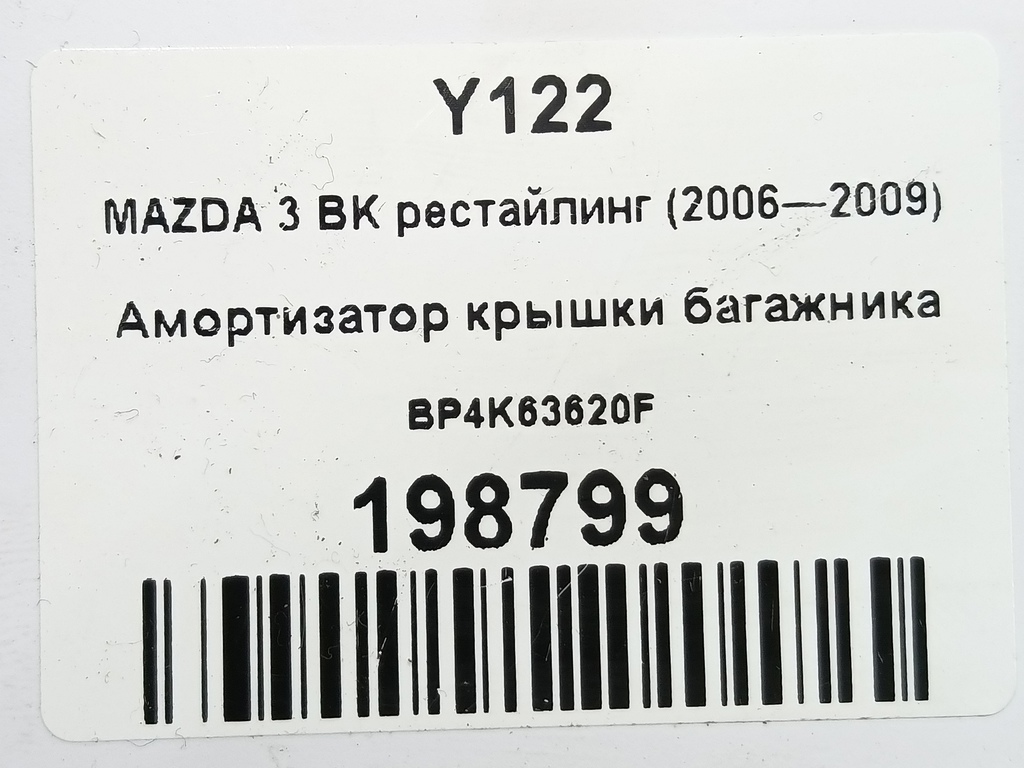 Y122
MAZDA 3 BK рестайлинг (2006—2009)
Амортизатор крышки багажника
BP4K63620F
198799